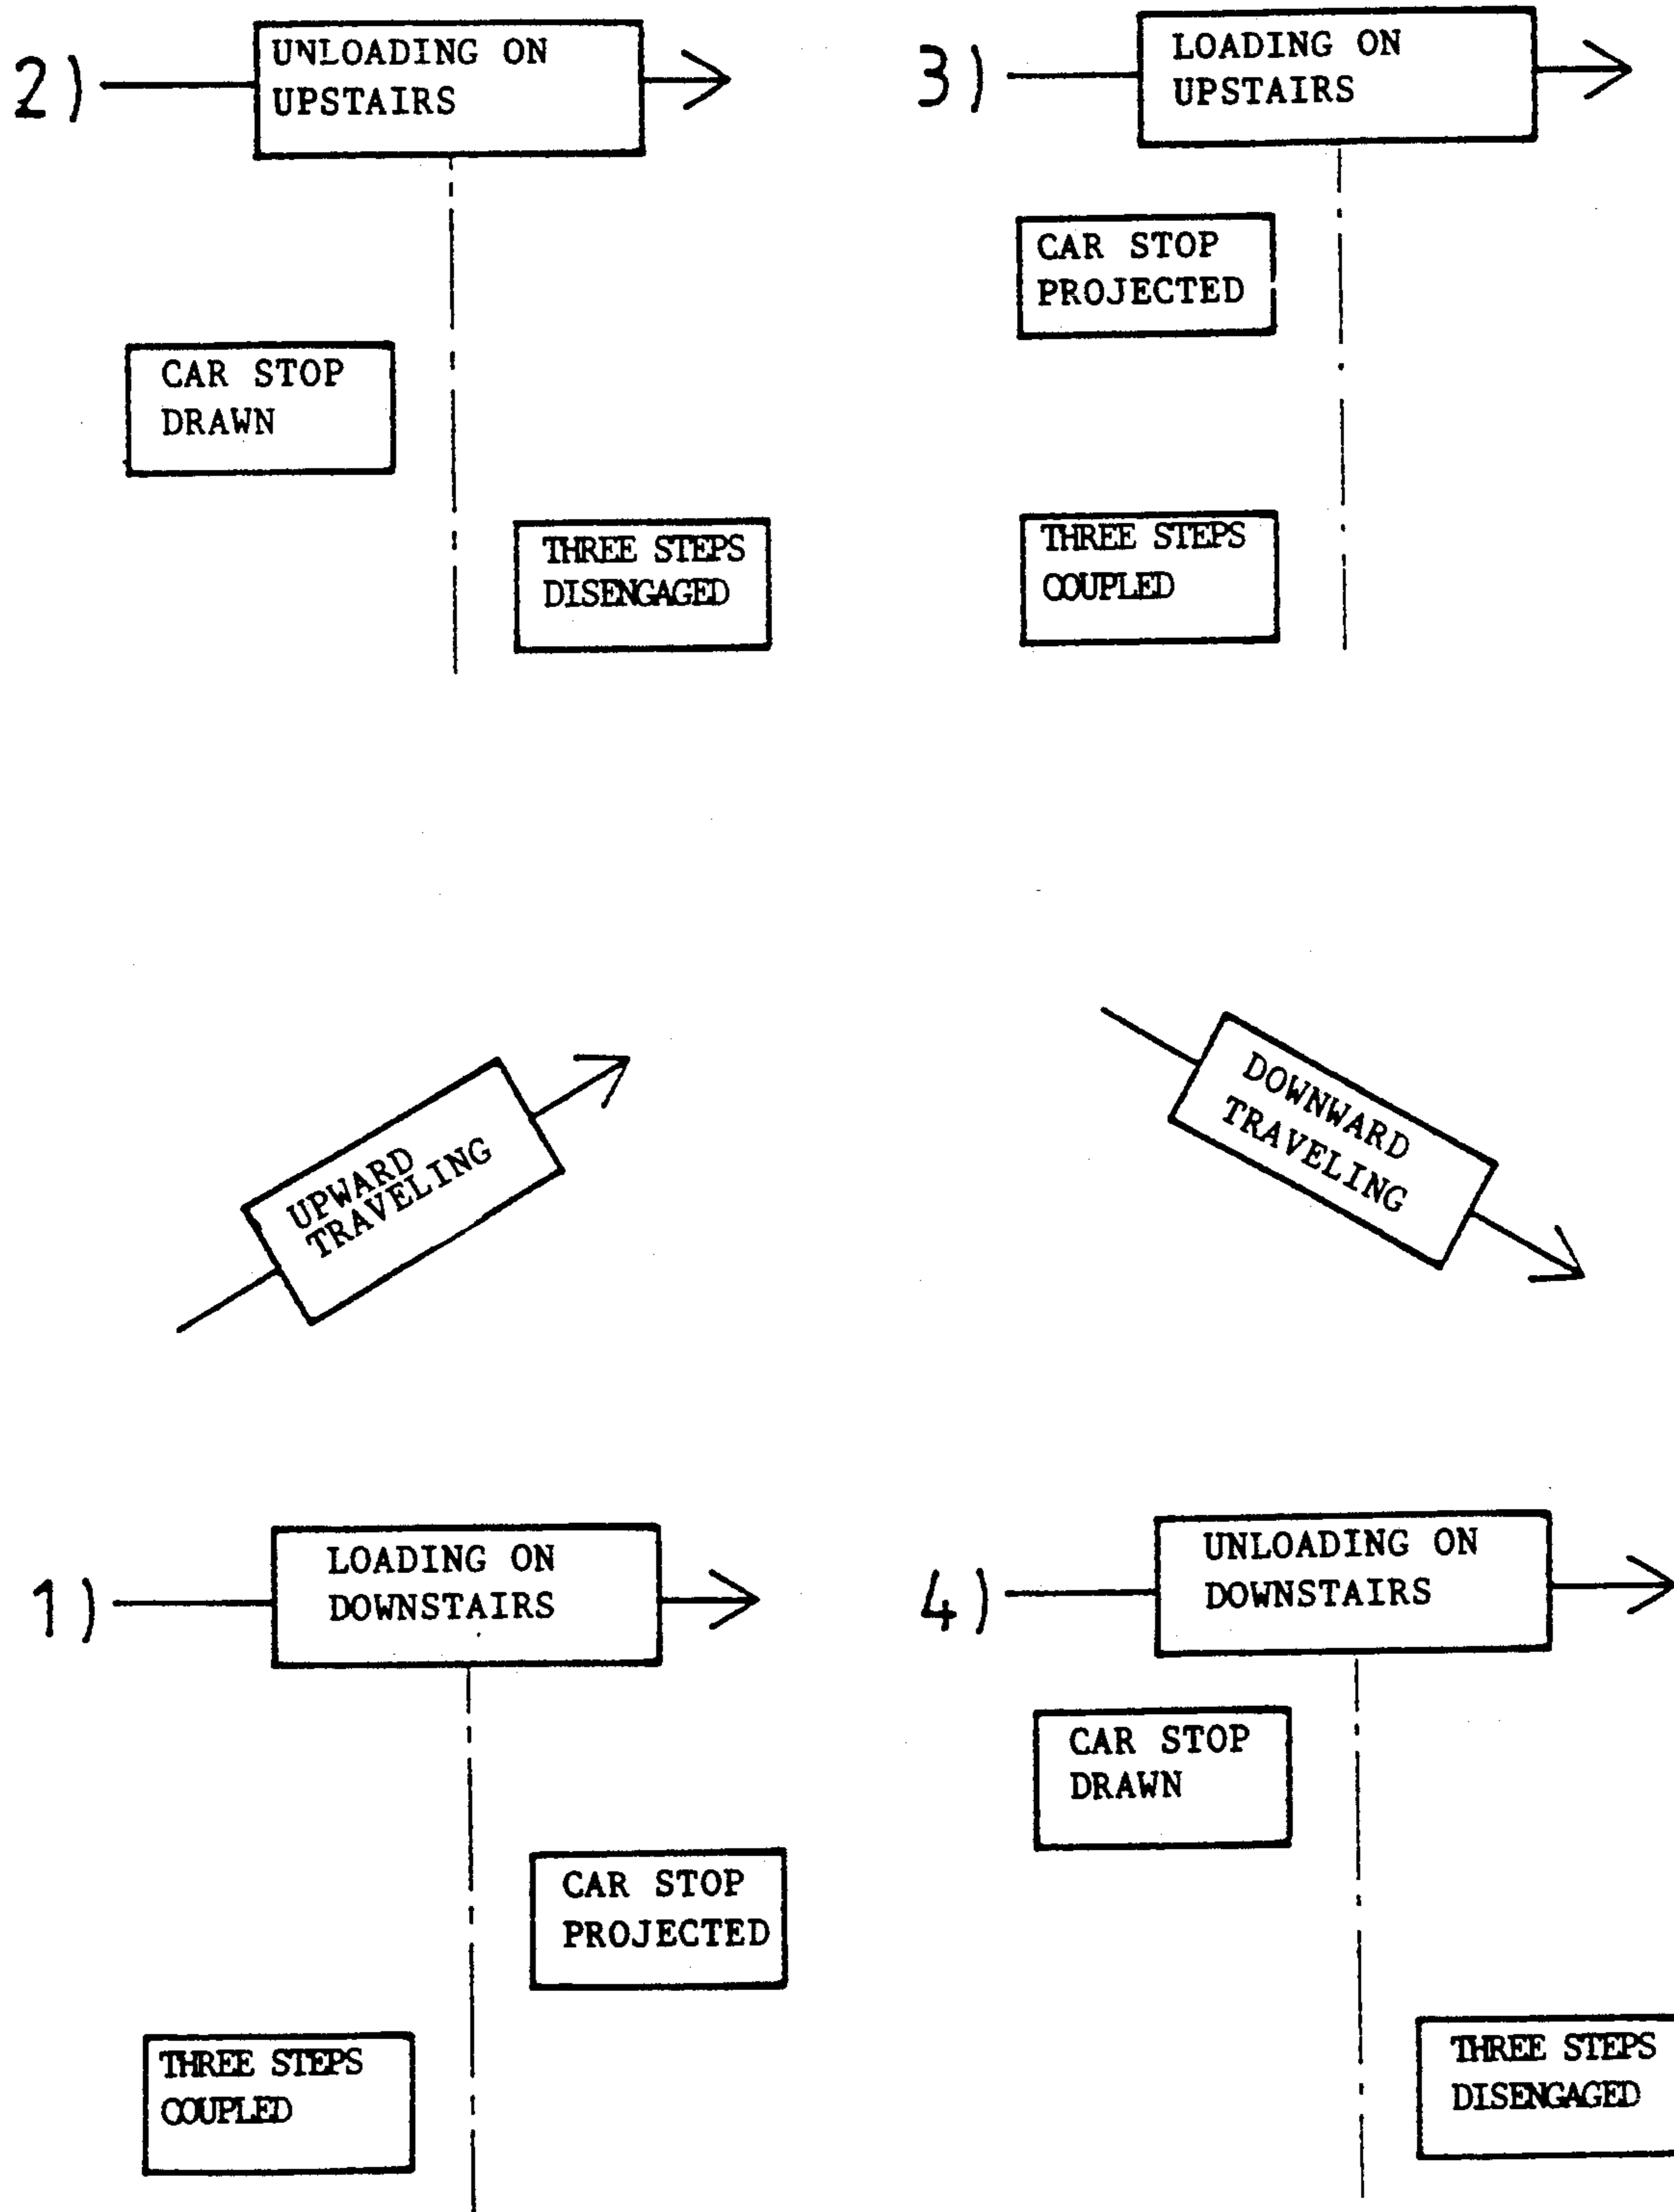 2)
UNLOADING ON
UPSTAIRS
CAR STOP
DRAWN
THREE STEPS
DISENGAGED
3)
LOADING ON
UPSTAIRS
CAR STOP
PROJECTED
THREE STEPS
COUPLED
UPWARD
TRAVELING
DOWNWARD
TRAVELING
1)
LOADING ON
DOWNSTAIRS
CAR STOP
PROJECTED
THREE STEPS
COUPLED
4)
UNLOADING ON
DOWNSTAIRS
CAR STOP
DRAWN
THREE STEPS
DISENGAGED